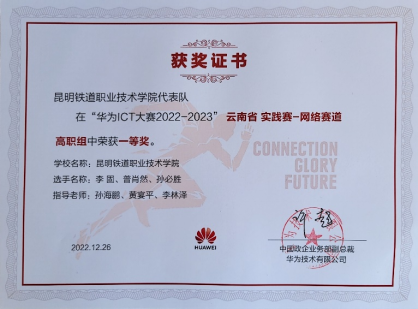 获奖证书
昆明铁道职业技术学院代表队
在“华为ICT大赛2022~2023” 云南省 实践赛-网络赛道
高职组中荣获一等奖。
学校名称：昆明铁道职业技术学院
选手名称：李 固、普肖然、孙必胜
指导老师：孙海鹏、黄宴平、李林泽
CONNECTION
GLORY
FUTURE
2022.12.26
HUAWEI
中国政企业务部副总裁
华为技术有限公司